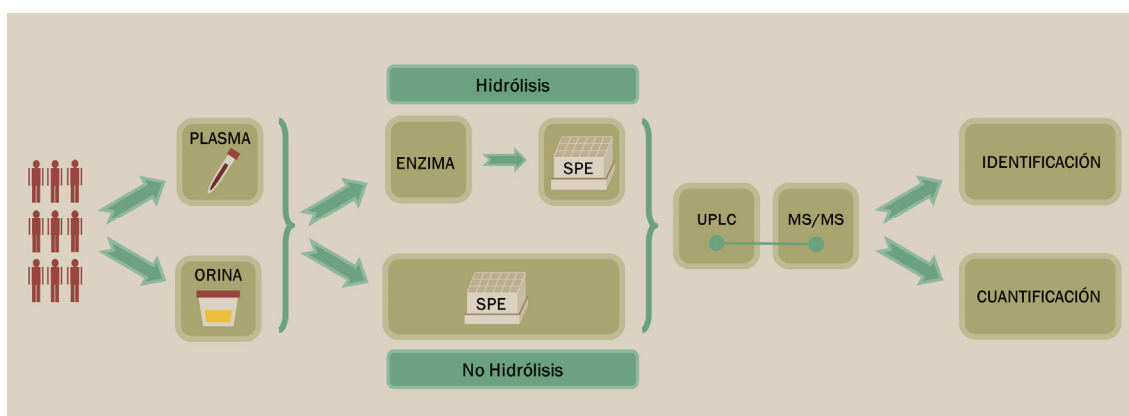 PLASMA
ORINA
Hidrólisis
ENZIMA
SPE
SPE
No Hidrólisis
UPLC
MS/MS
IDENTIFICACIÓN
CUANTIFICACIÓN